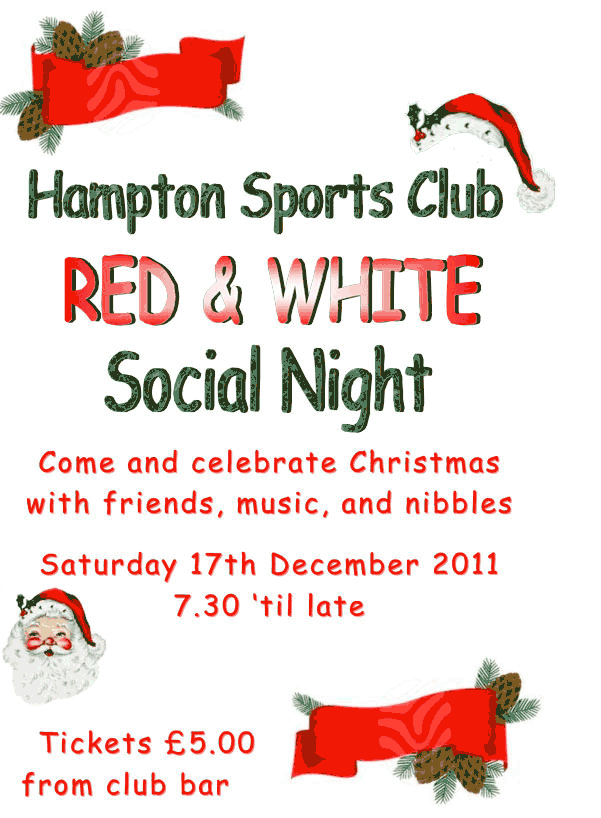 Hampton Sports Club
RED & WHITE
Social Night
Come and celebrate Christmas
with friends, music, and nibbles
Saturday 17th December 2011
7.30 ‘til late
Tickets £5.00
from club bar